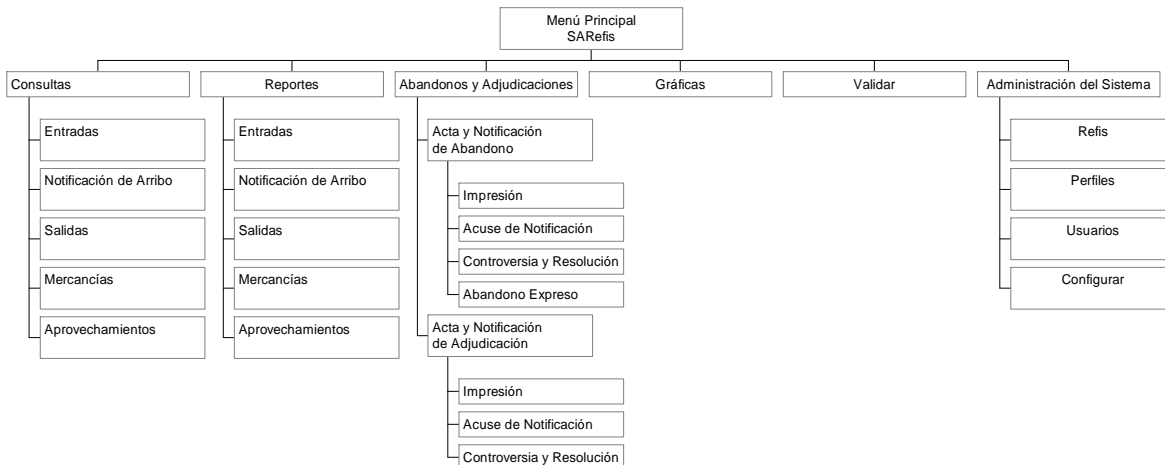 Menú Principal
SARefis
Consultas
Reportes
Abandonos y Adjudicaciones
Gráficas
Validar
Administración del Sistema
Entradas
Notificación de Arribo
Salidas
Mercancías
Aprovechamientos
Entradas
Notificación de Arribo
Salidas
Mercancías
Aprovechamientos
Acta y Notificación
de Abandono
Impresión
Acuse de Notificación
Controversia y Resolución
Abandono Expreso
Acta y Notificación
de Adjudicación
Impresión
Acuse de Notificación
Controversia y Resolución
Refis
Perfiles
Usuarios
Configurar